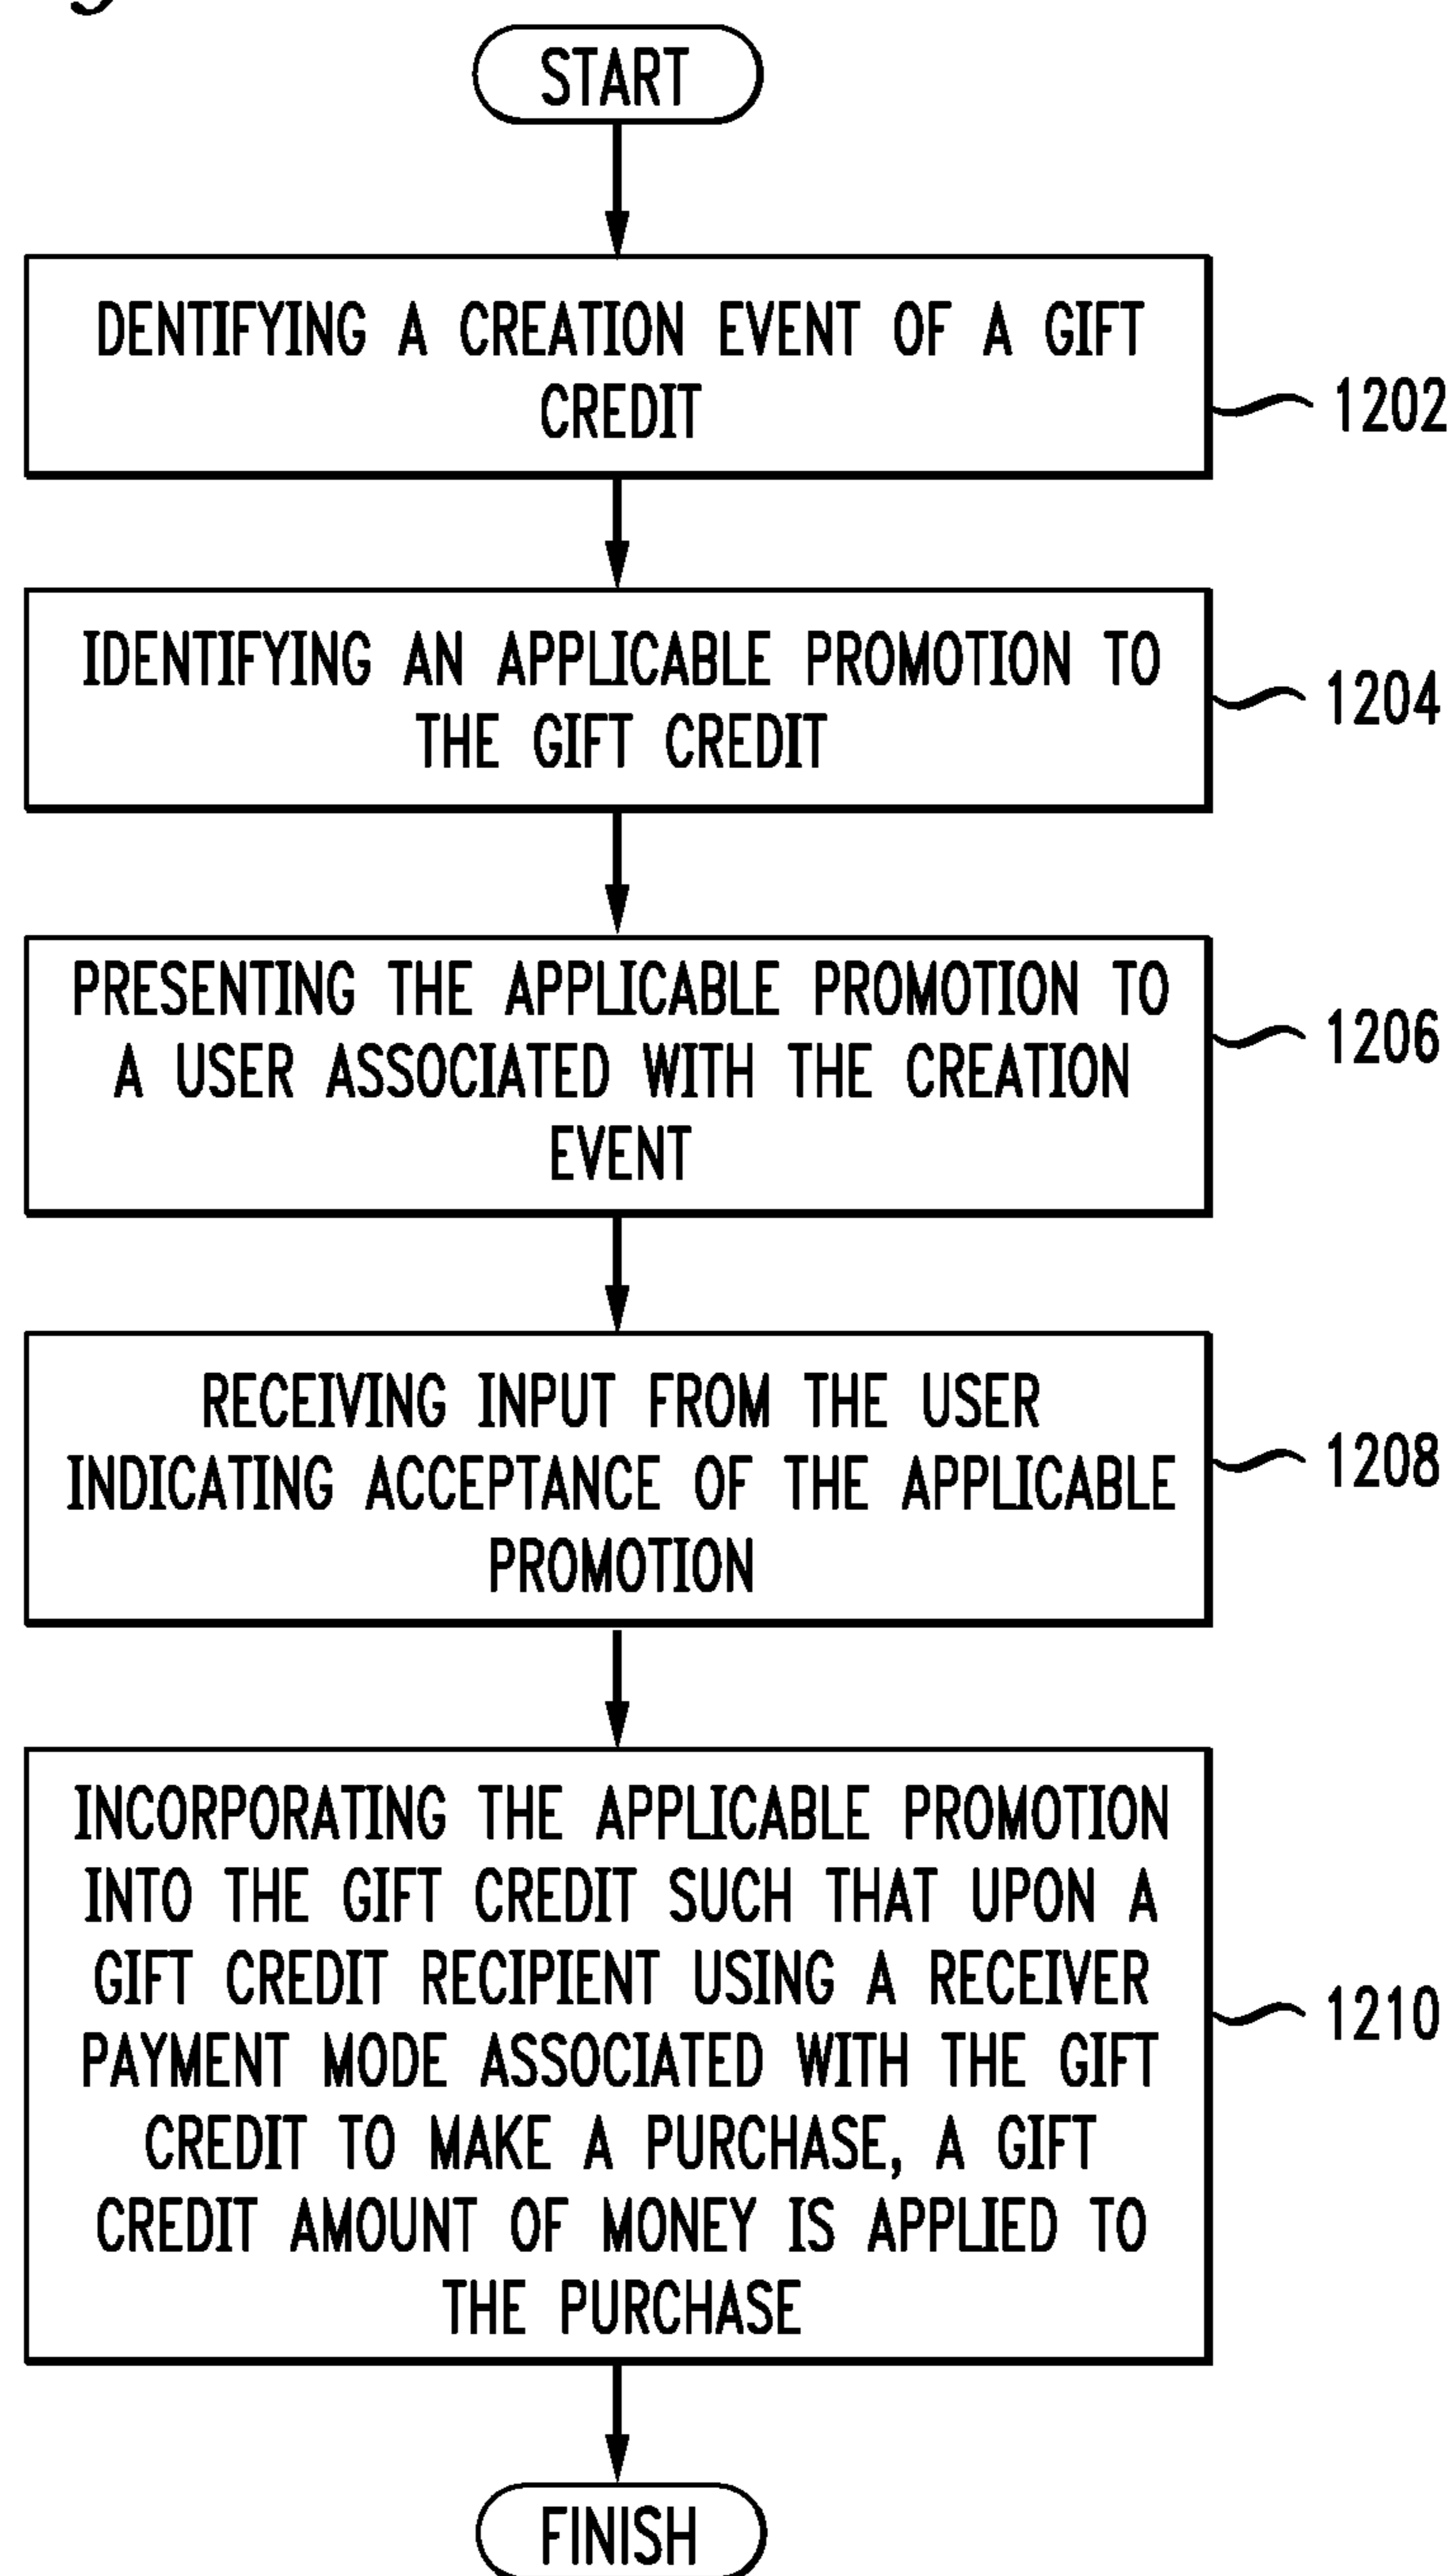 START
DENTIFYING A CREATION EVENT OF A GIFT
CREDIT
1202
IDENTIFYING AN APPLICABLE PROMOTION TO
THE GIFT CREDIT
1204
PRESENTING THE APPLICABLE PROMOTION TO
A USER ASSOCIATED WITH THE CREATION
EVENT
1206
RECEIVING INPUT FROM THE USER
INDICATING ACCEPTANCE OF THE APPLICABLE
PROMOTION
1208
INCORPORATING THE APPLICABLE PROMOTION
INTO THE GIFT CREDIT SUCH THAT UPON A
GIFT CREDIT RECIPIENT USING A RECEIVER
PAYMENT MODE ASSOCIATED WITH THE GIFT
CREDIT TO MAKE A PURCHASE, A GIFT
CREDIT AMOUNT OF MONEY IS APPLIED TO
THE PURCHASE
1210
FINISH